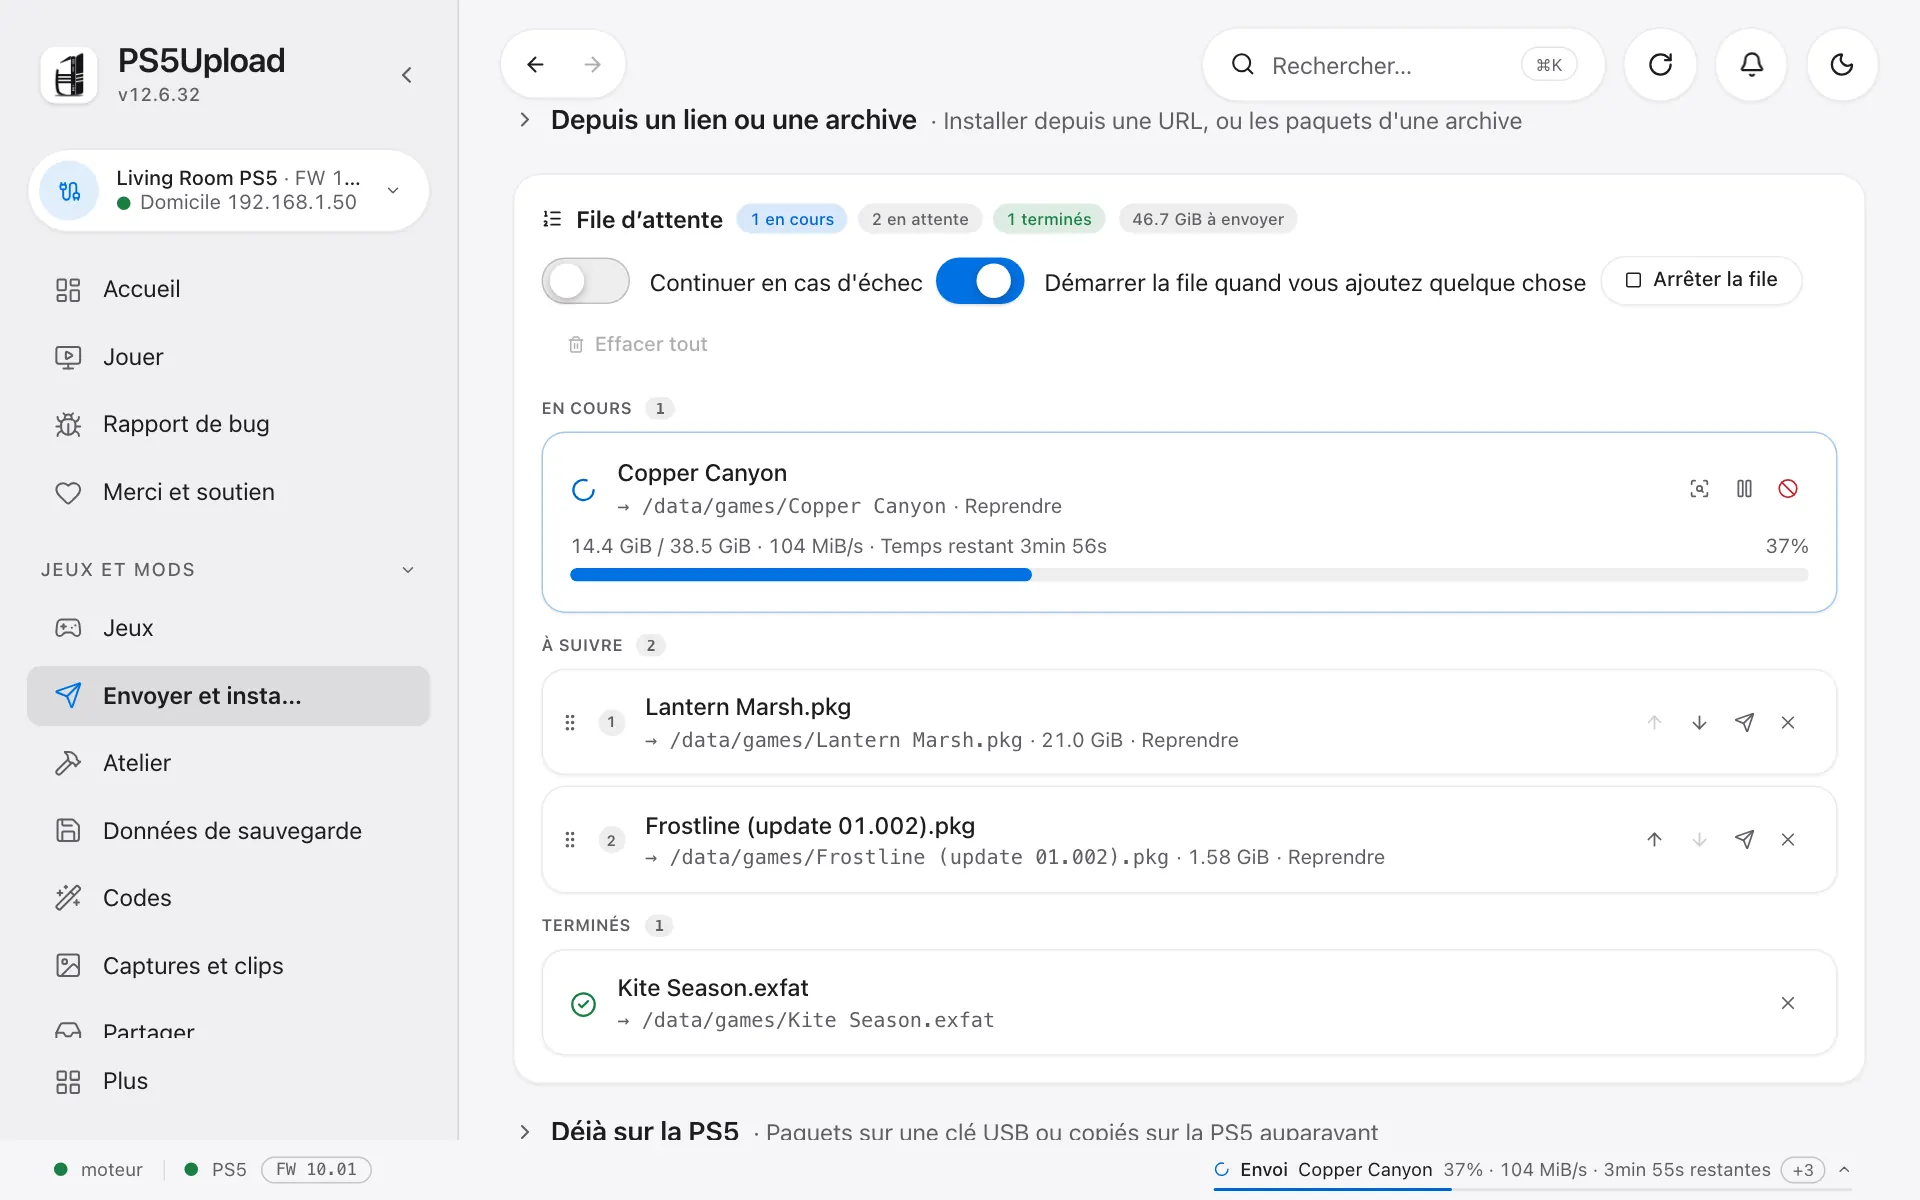 PS5Upload
v12.6.32
Living Room PS5 · FW 1...
Domicile 192.168.1.50
Accueil
Jouer
Rapport de bug
Merci et soutien
JEUX ET MODS
Jeux
Envoyer et insta...
Atelier
Données de sauvegarde
Codes
Captures et clips
Partager
Plus
Rechercher...
⌘K
Depuis un lien ou une archive · Installer depuis une URL, ou les paquets d'une archive
File d’attente
1 en cours
2 en attente
1 terminés
46.7 GiB à envoyer
Continuer en cas d'échec
Démarrer la file quand vous ajoutez quelque chose
Arrêter la file
Effacer tout
EN COURS 1
Copper Canyon
→ /data/games/Copper Canyon · Reprendre
14.4 GiB / 38.5 GiB · 104 MiB/s · Temps restant 3min 56s
37%
À SUIVRE 2
1
Lantern Marsh.pkg
→ /data/games/Lantern Marsh.pkg · 21.0 GiB · Reprendre
2
Frostline (update 01.002).pkg
→ /data/games/Frostline (update 01.002).pkg · 1.58 GiB · Reprendre
TERMINÉS 1
Kite Season.exfat
→ /data/games/Kite Season.exfat
Déjà sur la PS5 · Paquets sur une clé USB ou copiés sur la PS5 auparavant
moteur
PS5
FW 10.01
Envoi Copper Canyon 37% · 104 MiB/s · 3min 55s restantes +3